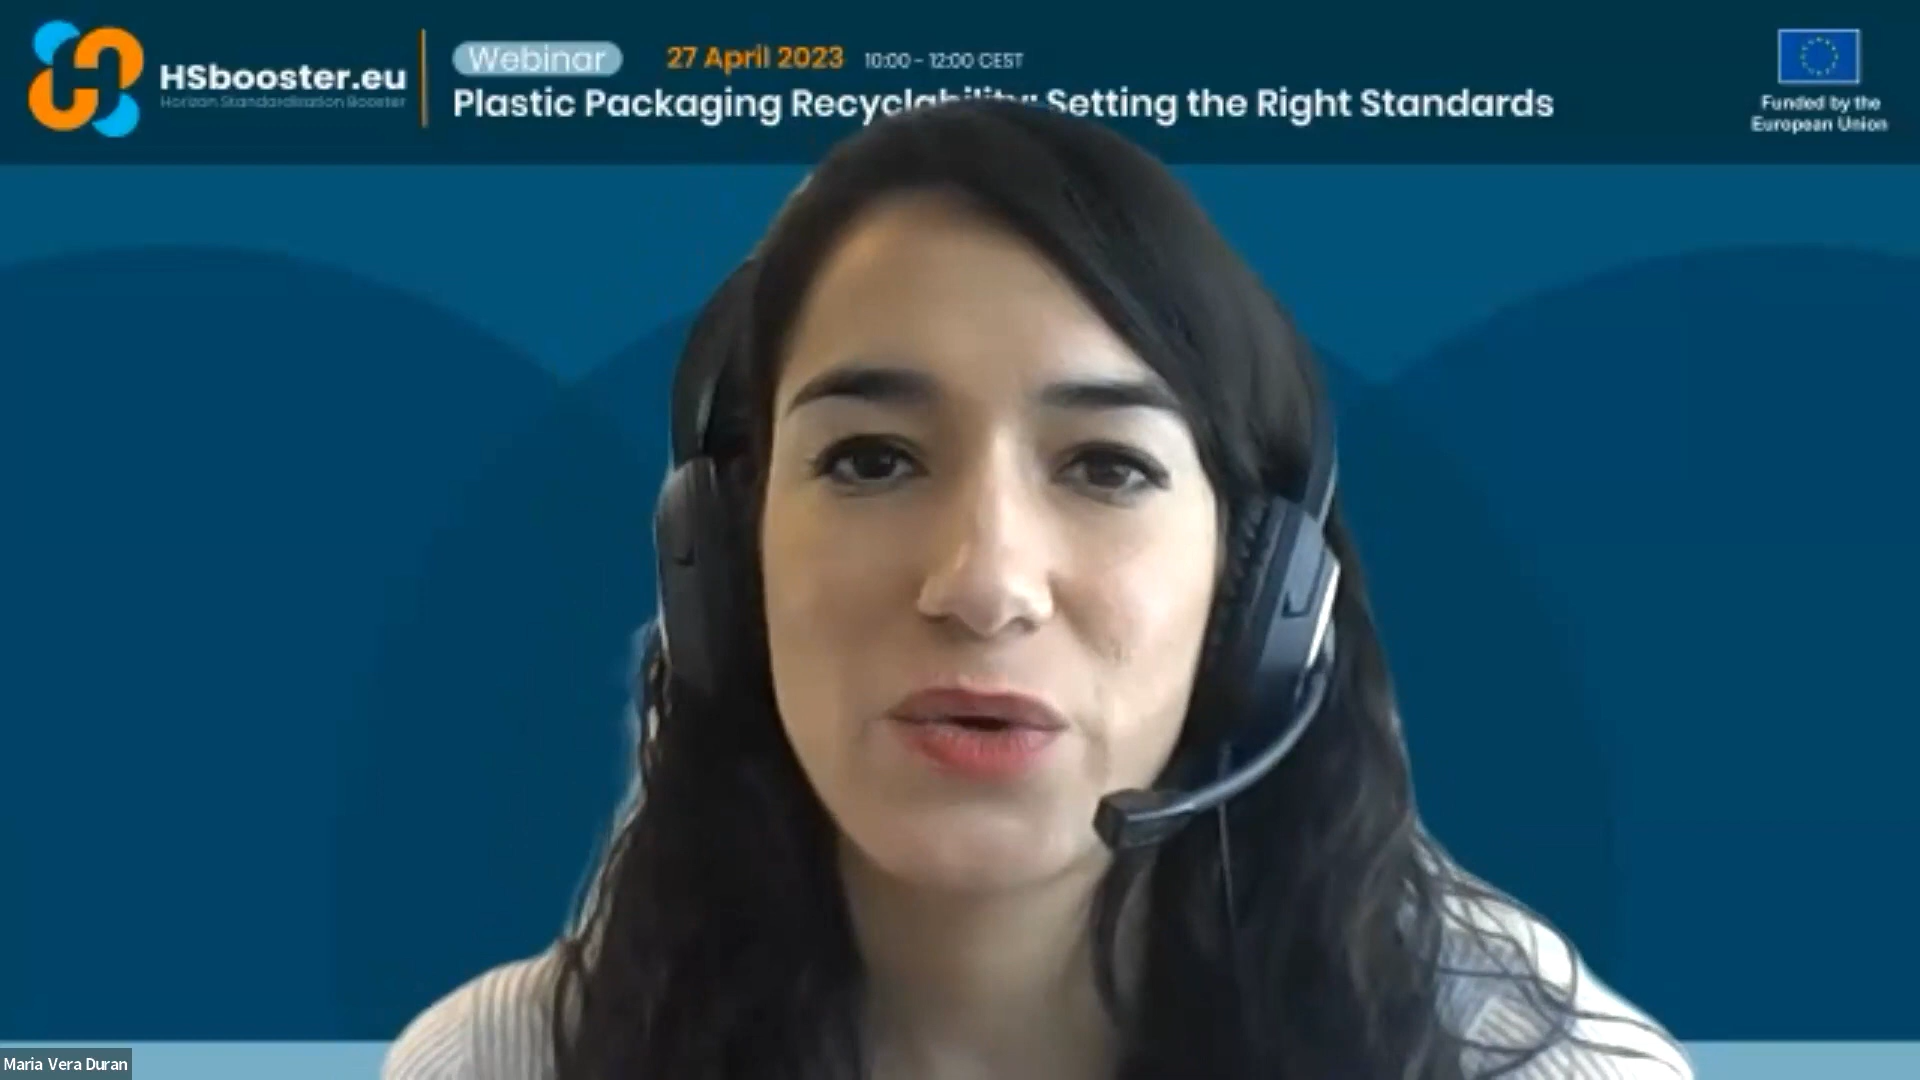 HSbooster.eu
Horizon Standardisation Booster
Webinar 27 April 2023 10:00 - 12:00 CEST
Plastic Packaging Recyclability: Setting the Right Standards
Funded by the
European Union
Maria Vera Duran